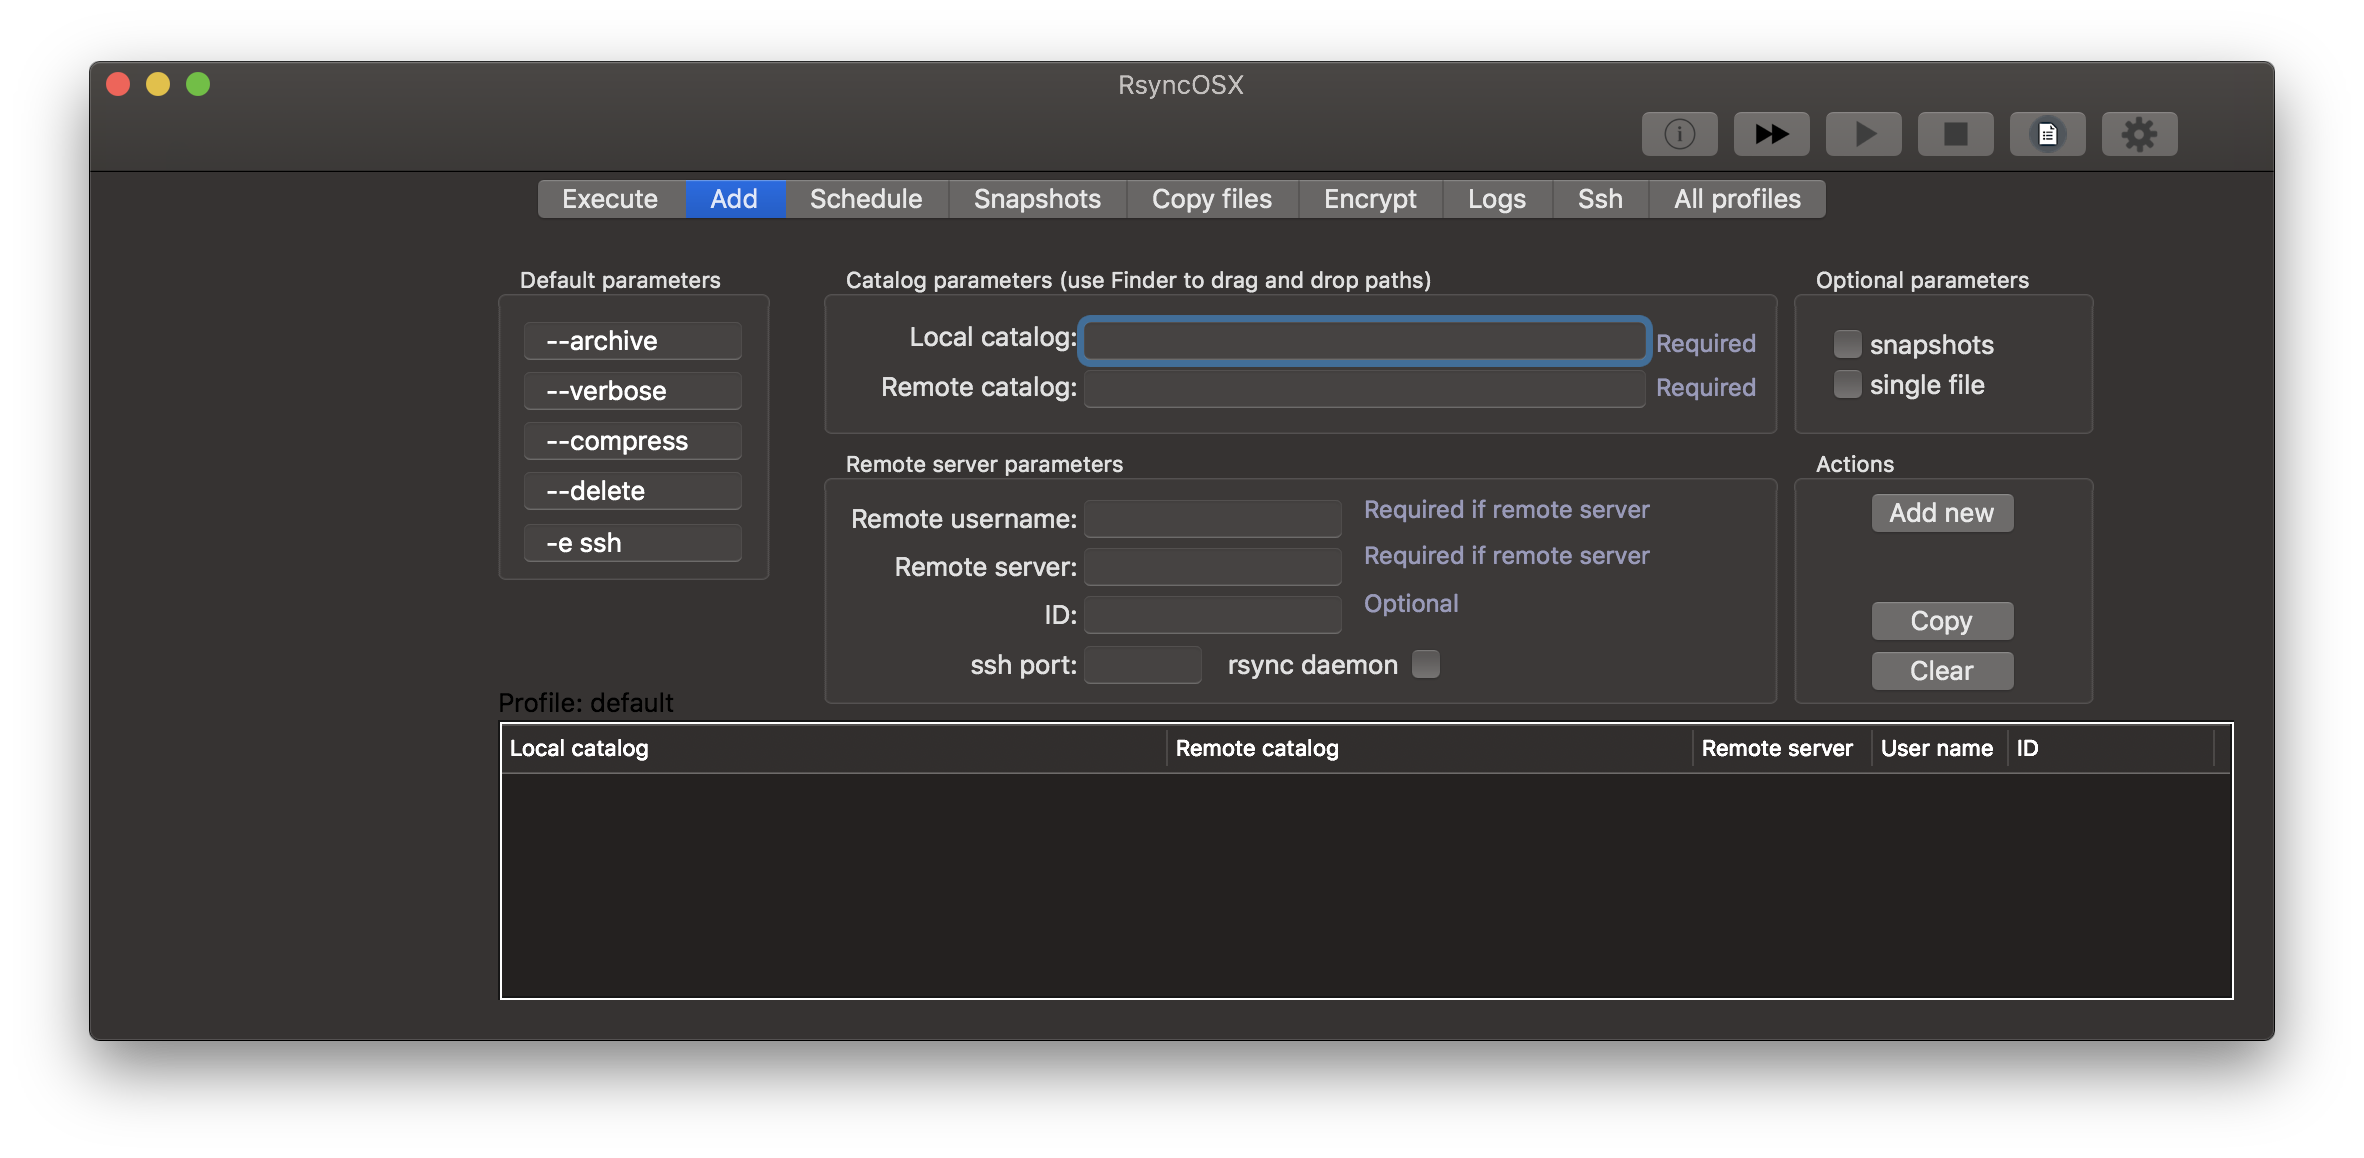 RsyncOSX
Execute Add Schedule Snapshots Copy files Encrypt Logs Ssh All profiles
Default parameters
--archive
--verbose
--compress
--delete
-e ssh
Catalog parameters (use Finder to drag and drop paths)
Local catalog: Required
Remote catalog: Required
Optional parameters
snapshots
single file
Remote server parameters
Remote username: Required if remote server
Remote server: Required if remote server
ID: Optional
ssh port: rsync daemon
Actions
Add new
Copy
Clear
Profile: default
Local catalog Remote catalog Remote server User name ID